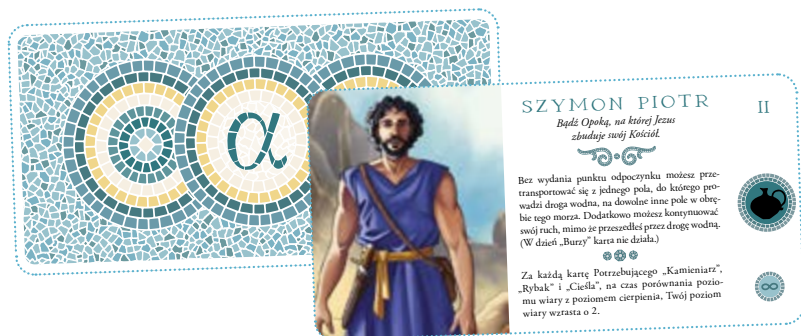 α
SZYMON PIOTR
II
Bądź Opoką, na której Jezus
zbuduje swój Kościół.
Bez wydania punktu odpoczynku możesz prze-
transportować się z jednego pola, do którego pro-
wadzi droga wodna, na dowolne inne pole w obrę-
bie tego morza. Dodatkowo możesz kontynuować
swój ruch, mimo że przeszedłeś przez drogę wodną.
(W dzień „Burzy” karta nie działa.)
Za każdą kartę Potrzebującego „Kamieniarz”,
„Rybak” i „Cieśla”, na czas porównania pozio-
mu wiary z poziomem cierpienia, Twój poziom
wiary wzrasta o 2.
∞